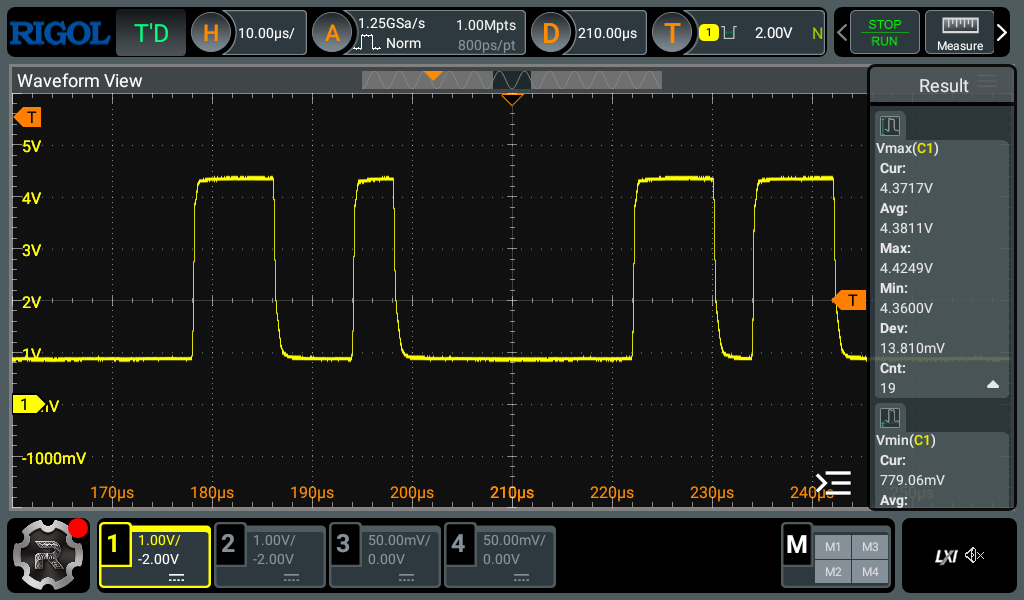 RIGOL T'D H 10.00µs/ A 1.25GSa/s 1.00Mpts D 210.00µs T 1 2.00V N STOP
Norm 800ps/pt RUN Measure
Waveform View
Result
T
5V
4V
3V
2V
1V
1
-1000mV
T
170µs 180µs 190µs 200µs 210µs 220µs 230µs 240µs
Vmax(C1)
Cur:
4.3717V
Avg:
4.3811V
Max:
4.4249V
Min:
4.3600V
Dev:
13.810mV
Cnt:
19
Vmin(C1)
Cur:
779.06mV
Avg:
1 1.00V/ 2 1.00V/ 3 50.00mV/ 4 50.00mV/ M M1 M3
-2.00V -2.00V 0.00V 0.00V M2 M4
LXI